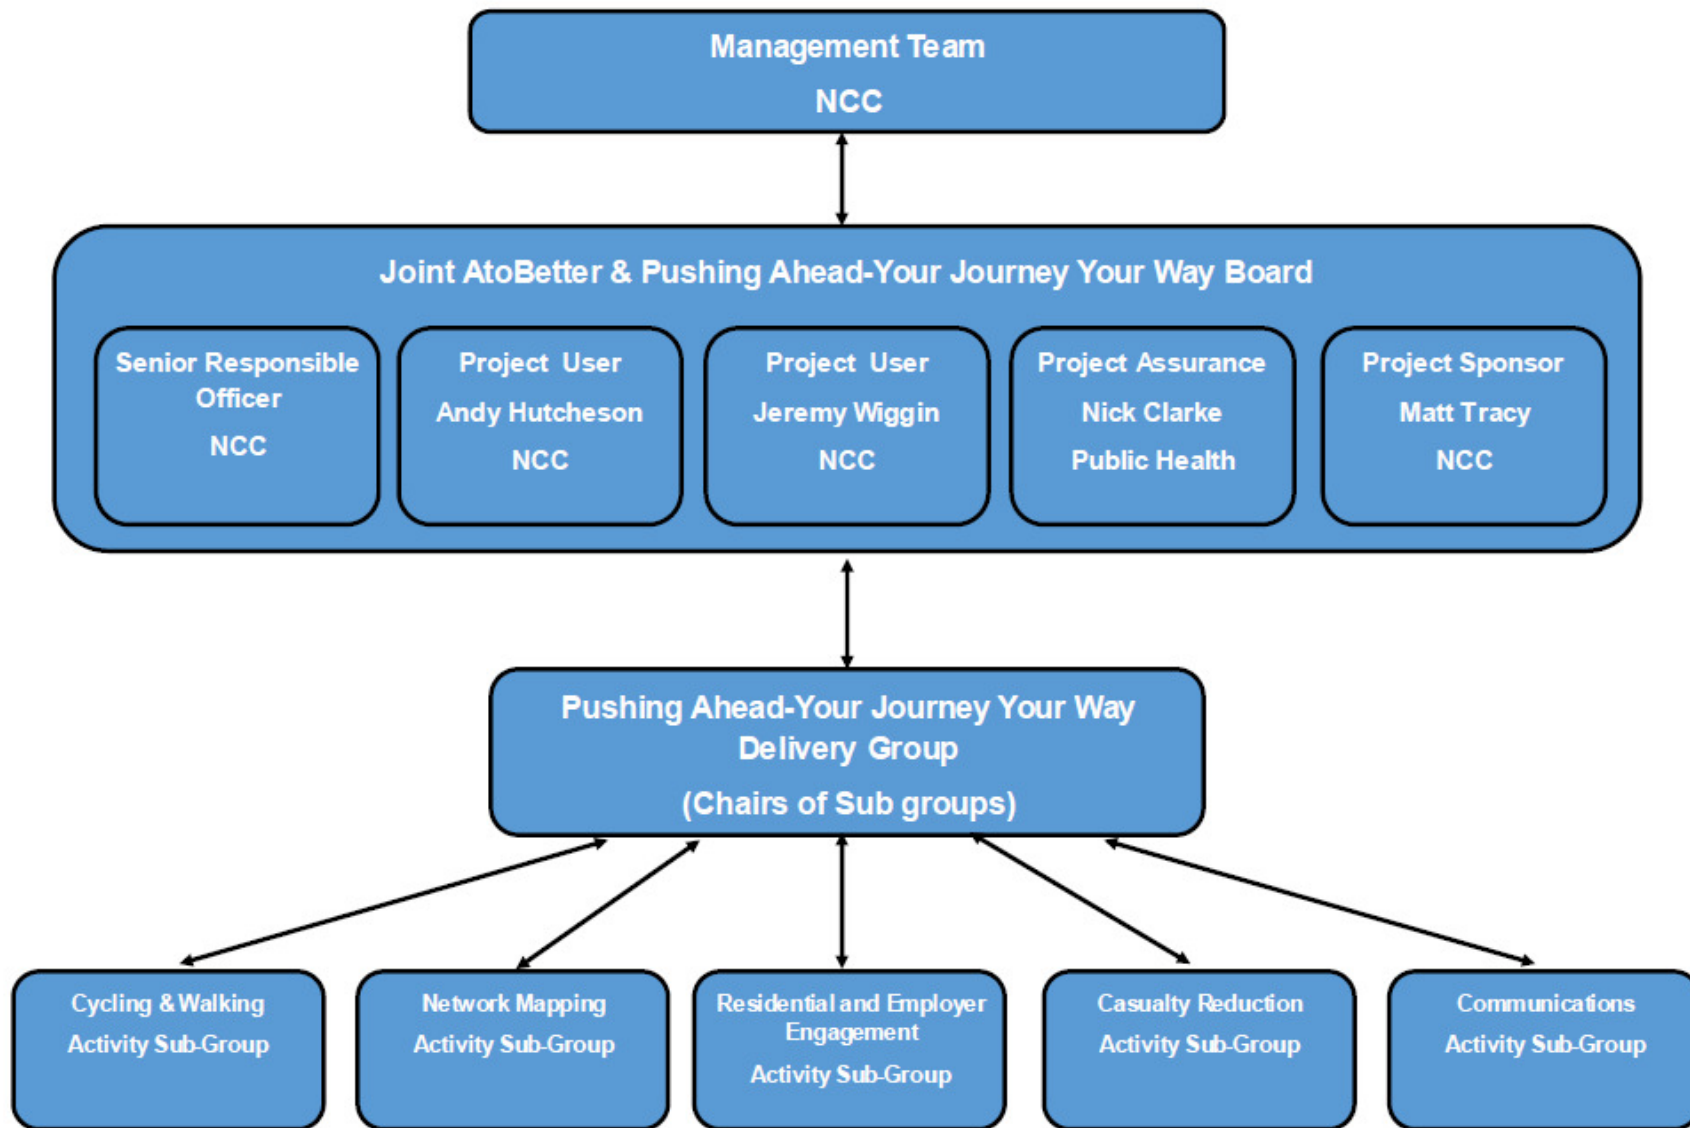 Management Team
NCC
Joint AtoBetter & Pushing Ahead-Your Journey Your Way Board
Senior Responsible
Officer
NCC
Project User
Andy Hutcheson
NCC
Project User
Jeremy Wiggin
NCC
Project Assurance
Nick Clarke
Public Health
Project Sponsor
Matt Tracy
NCC
Pushing Ahead-Your Journey Your Way
Delivery Group
(Chairs of Sub groups)
Cycling & Walking
Activity Sub-Group
Network Mapping
Activity Sub-Group
Residential and Employer
Engagement
Activity Sub-Group
Casualty Reduction
Activity Sub-Group
Communications
Activity Sub-Group